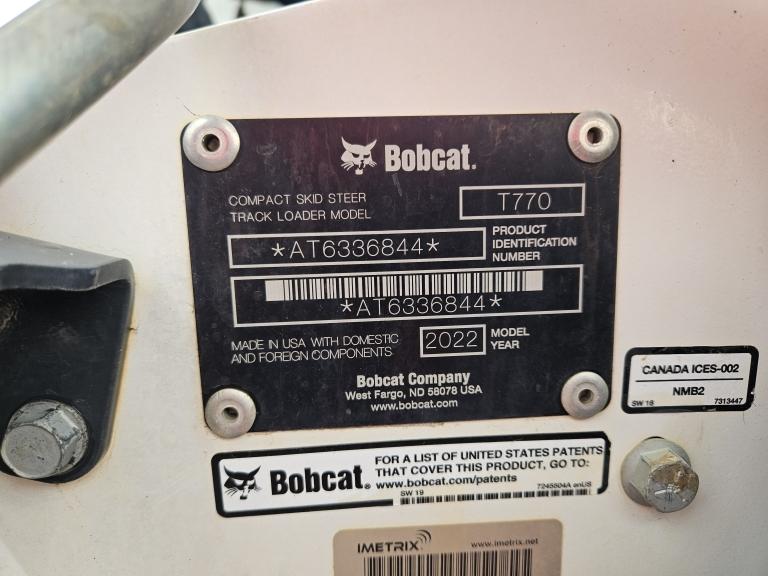 Bobcat.
COMPACT SKID STEER
TRACK LOADER MODEL
T770
*AT6336844*
PRODUCT
IDENTIFICATION
NUMBER
*AT6336844*
MADE IN USA WITH DOMESTIC
AND FOREIGN COMPONENTS
2022
MODEL
YEAR
Bobcat Company
West Fargo, ND 58078 USA
www.bobcat.com
CANADA ICES-002
NMB2
SW 16 7313447
Bobcat.
FOR A LIST OF UNITED STATES PATENTS
THAT COVER THIS PRODUCT, GO TO:
www.bobcat.com/patents
SW 19 7245504A enUS
IMETRIX
www.imetrix.net